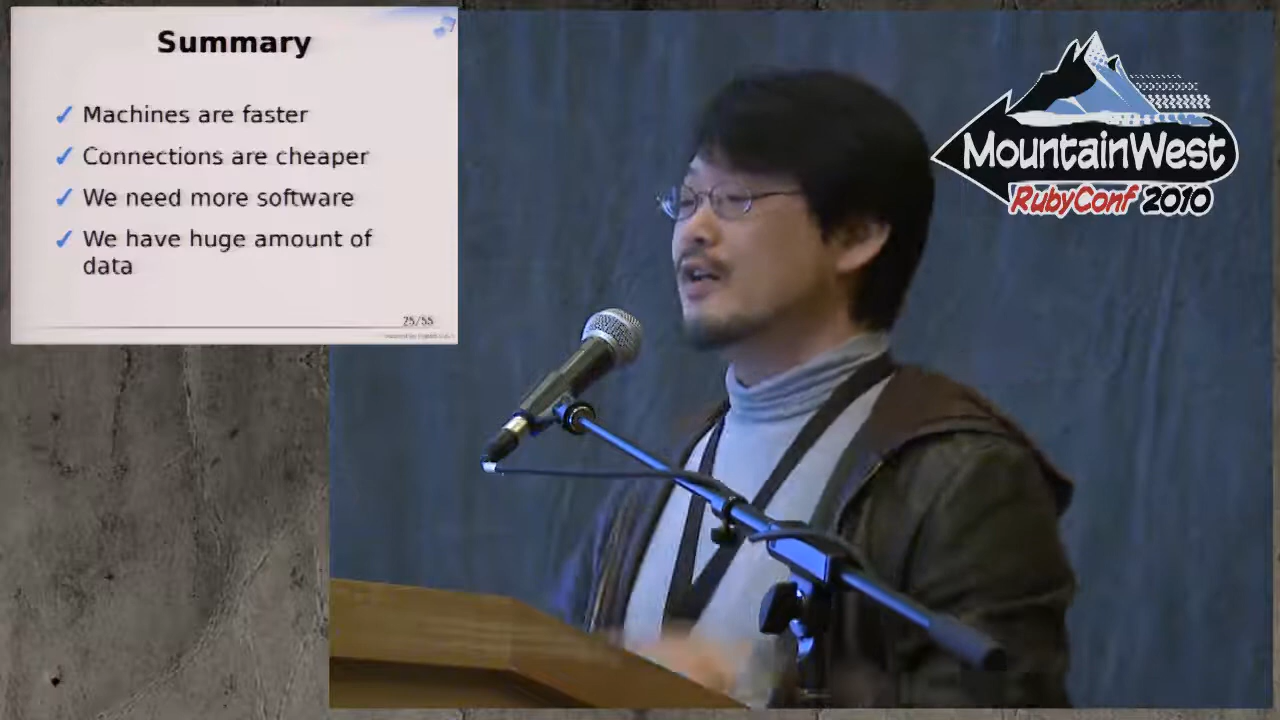 Summary
✓ Machines are faster
✓ Connections are cheaper
✓ We need more software
✓ We have huge amount of
data
25/55
MountainWest
RubyConf 2010